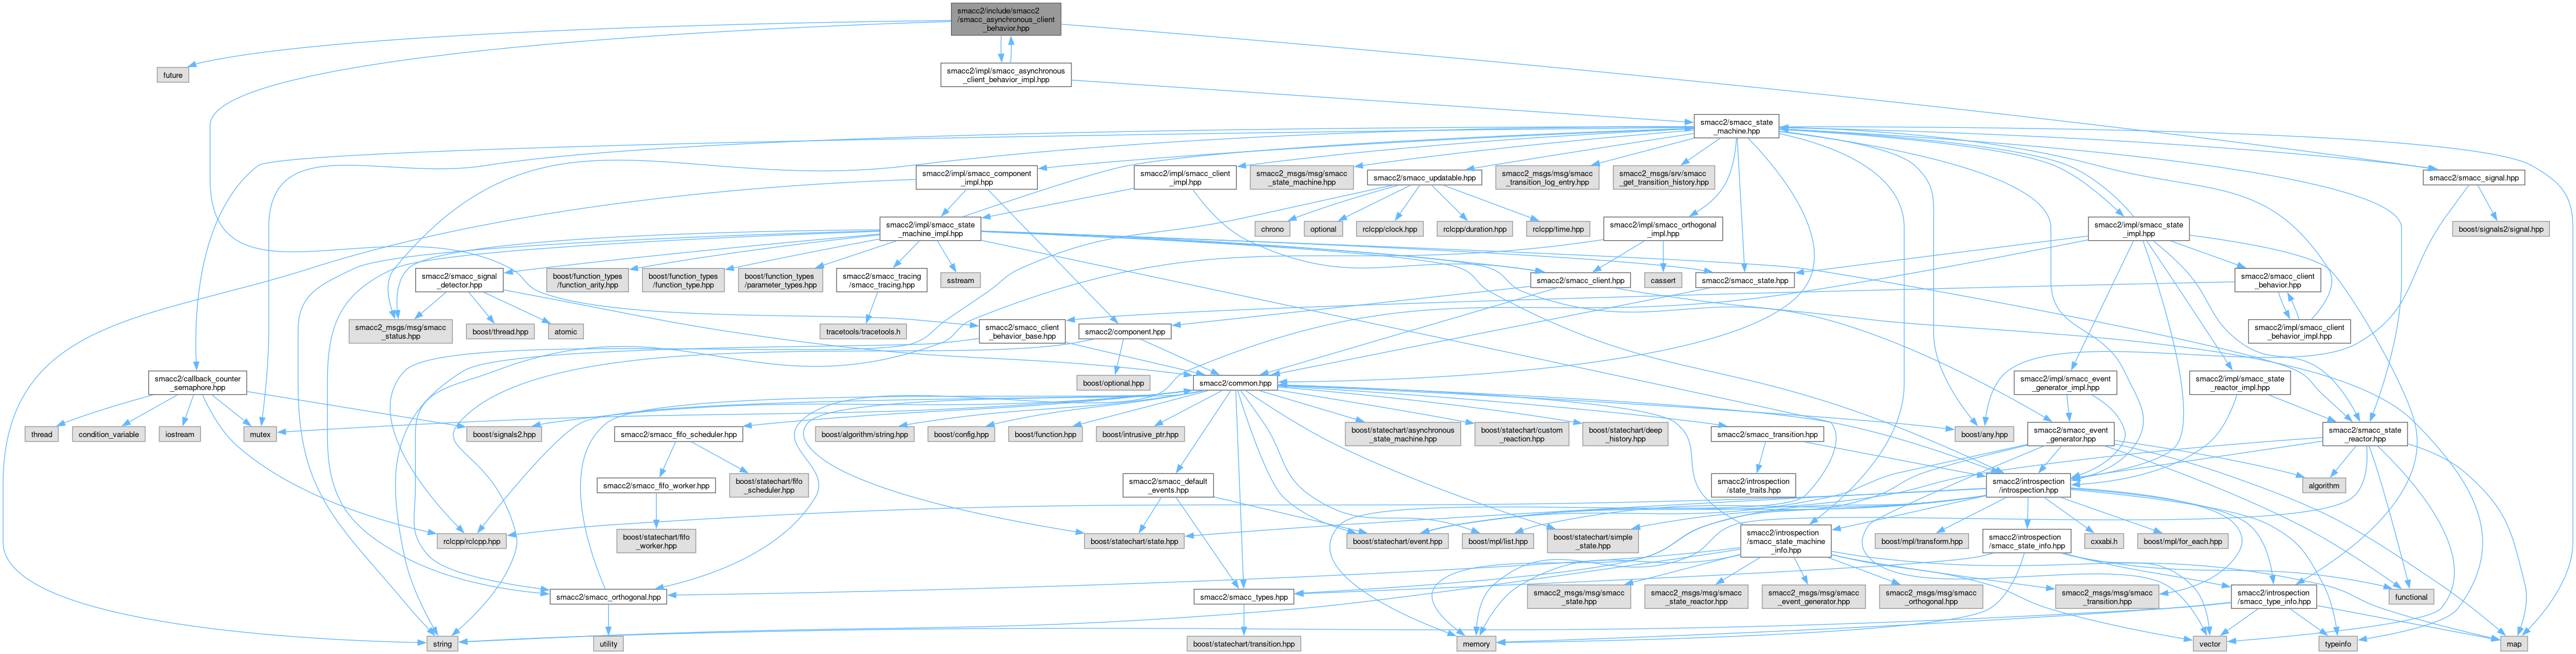 smacc2/include/smacc2
/smacc_asynchronous_client
_behavior.hpp
future
smacc2/impl/smacc_asynchronous
_client_behavior_impl.hpp
smacc2/smacc_state
_machine.hpp
smacc2/impl/smacc_component
_impl.hpp
smacc2/impl/smacc_client
_impl.hpp
smacc2_msgs/msg/smacc
_state_machine.hpp
smacc2/smacc_updatable.hpp
smacc2_msgs/msg/smacc
_transition_log_entry.hpp
smacc2_msgs/srv/smacc
_get_transition_history.hpp
smacc2/smacc_signal.hpp
smacc2/impl/smacc_state
_machine_impl.hpp
chrono
optional
rclcpp/clock.hpp
rclcpp/duration.hpp
rclcpp/time.hpp
smacc2/impl/smacc_orthogonal
_impl.hpp
smacc2/impl/smacc_state
_impl.hpp
boost/signals2/signal.hpp
smacc2/smacc_signal
_detector.hpp
boost/function_types
/function_arity.hpp
boost/function_types
/function_type.hpp
boost/function_types
/parameter_types.hpp
smacc2/smacc_tracing
/smacc_tracing.hpp
sstream
smacc2/smacc_client.hpp
cassert
smacc2/smacc_state.hpp
smacc2/smacc_client
_behavior.hpp
smacc2_msgs/msg/smacc
_status.hpp
boost/thread.hpp
atomic
tracetools/tracetools.h
smacc2/smacc_client
_behavior_base.hpp
smacc2/component.hpp
smacc2/impl/smacc_client
_behavior_impl.hpp
smacc2/callback_counter
_semaphore.hpp
boost/optional.hpp
smacc2/common.hpp
smacc2/impl/smacc_event
_generator_impl.hpp
smacc2/impl/smacc_state
_reactor_impl.hpp
thread
condition_variable
iostream
mutex
boost/signals2.hpp
smacc2/smacc_fifo_scheduler.hpp
boost/algorithm/string.hpp
boost/config.hpp
boost/function.hpp
boost/intrusive_ptr.hpp
boost/statechart/asynchronous
_state_machine.hpp
boost/statechart/custom
_reaction.hpp
boost/statechart/deep
_history.hpp
smacc2/smacc_transition.hpp
boost/any.hpp
smacc2/smacc_event
_generator.hpp
smacc2/smacc_state
_reactor.hpp
smacc2/smacc_fifo_worker.hpp
boost/statechart/fifo
_scheduler.hpp
smacc2/smacc_default
_events.hpp
smacc2/introspection
/state_traits.hpp
smacc2/introspection
/introspection.hpp
algorithm
rclcpp/rclcpp.hpp
boost/statechart/fifo
_worker.hpp
boost/statechart/state.hpp
boost/statechart/event.hpp
boost/mpl/list.hpp
boost/statechart/simple
_state.hpp
smacc2/introspection
/smacc_state_machine
_info.hpp
boost/mpl/transform.hpp
smacc2/introspection
/smacc_state_info.hpp
cxxabi.h
boost/mpl/for_each.hpp
smacc2/smacc_orthogonal.hpp
smacc2/smacc_types.hpp
smacc2_msgs/msg/smacc
_state.hpp
smacc2_msgs/msg/smacc
_state_reactor.hpp
smacc2_msgs/msg/smacc
_event_generator.hpp
smacc2_msgs/msg/smacc
_orthogonal.hpp
smacc2_msgs/msg/smacc
_transition.hpp
smacc2/introspection
/smacc_type_info.hpp
functional
string
utility
boost/statechart/transition.hpp
memory
vector
typeinfo
map